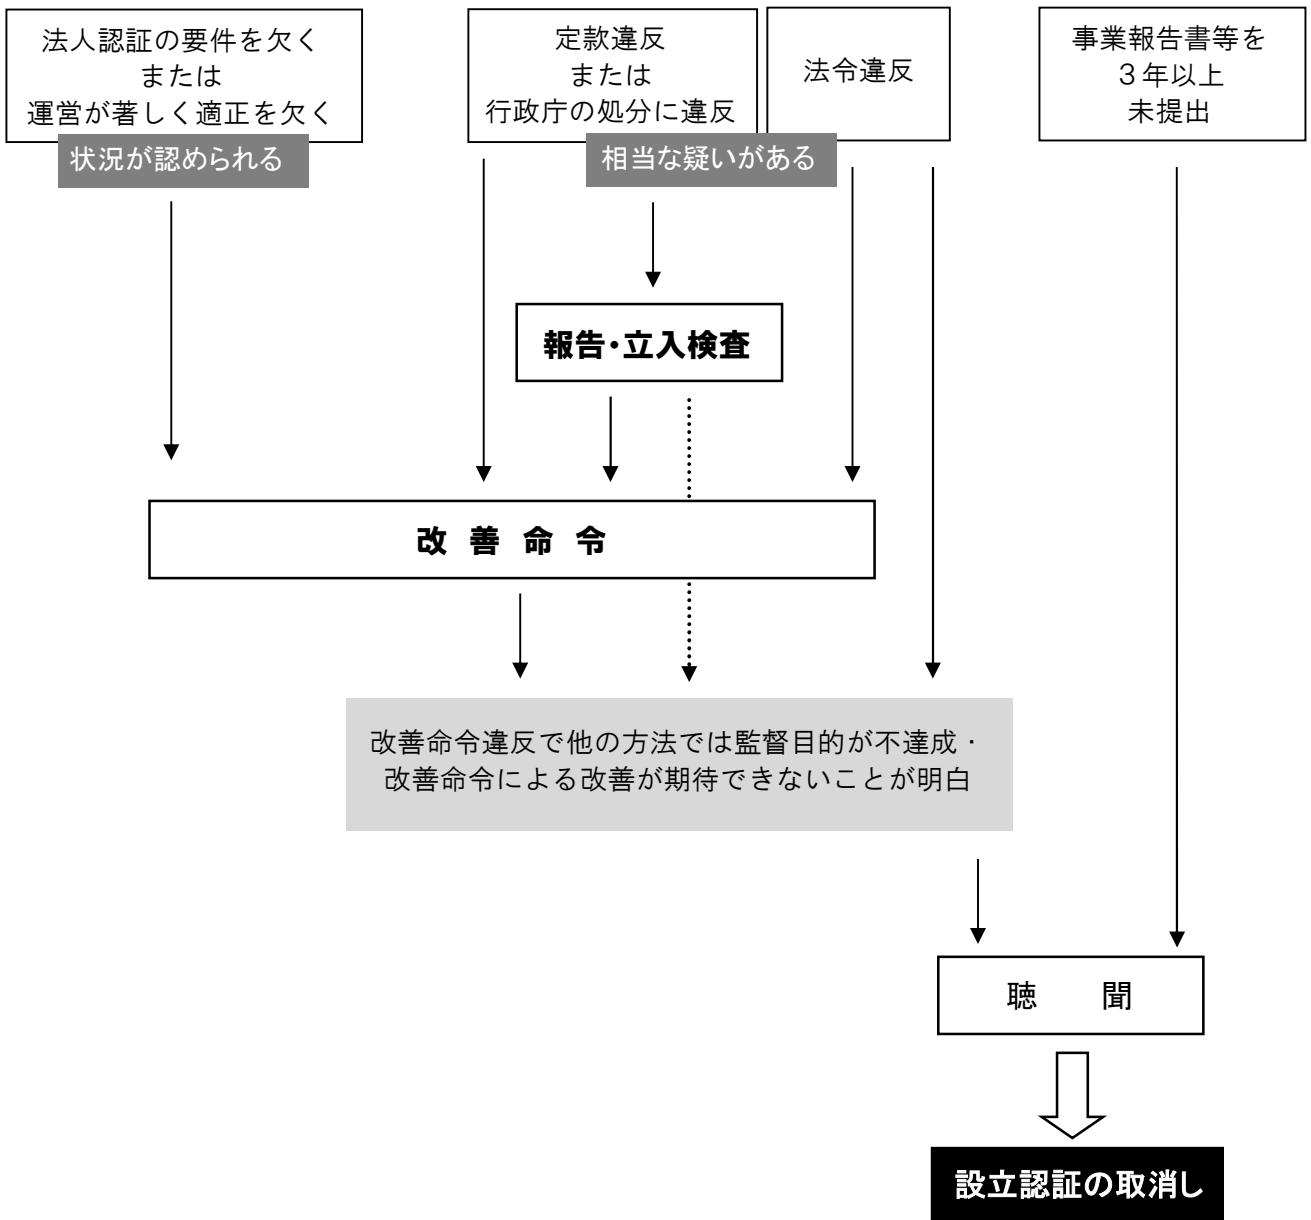 法人認証の要件を欠く
または
運営が著しく適正を欠く
状況が認められる
定款違反
または
行政庁の処分に違反
法令違反
相当な疑いがある
事業報告書等を
３年以上
未提出
報告・立入検査
改 善 命 令
改善命令違反で他の方法では監督目的が不達成・
改善命令による改善が期待できないことが明白
聴　　聞
設立認証の取消し